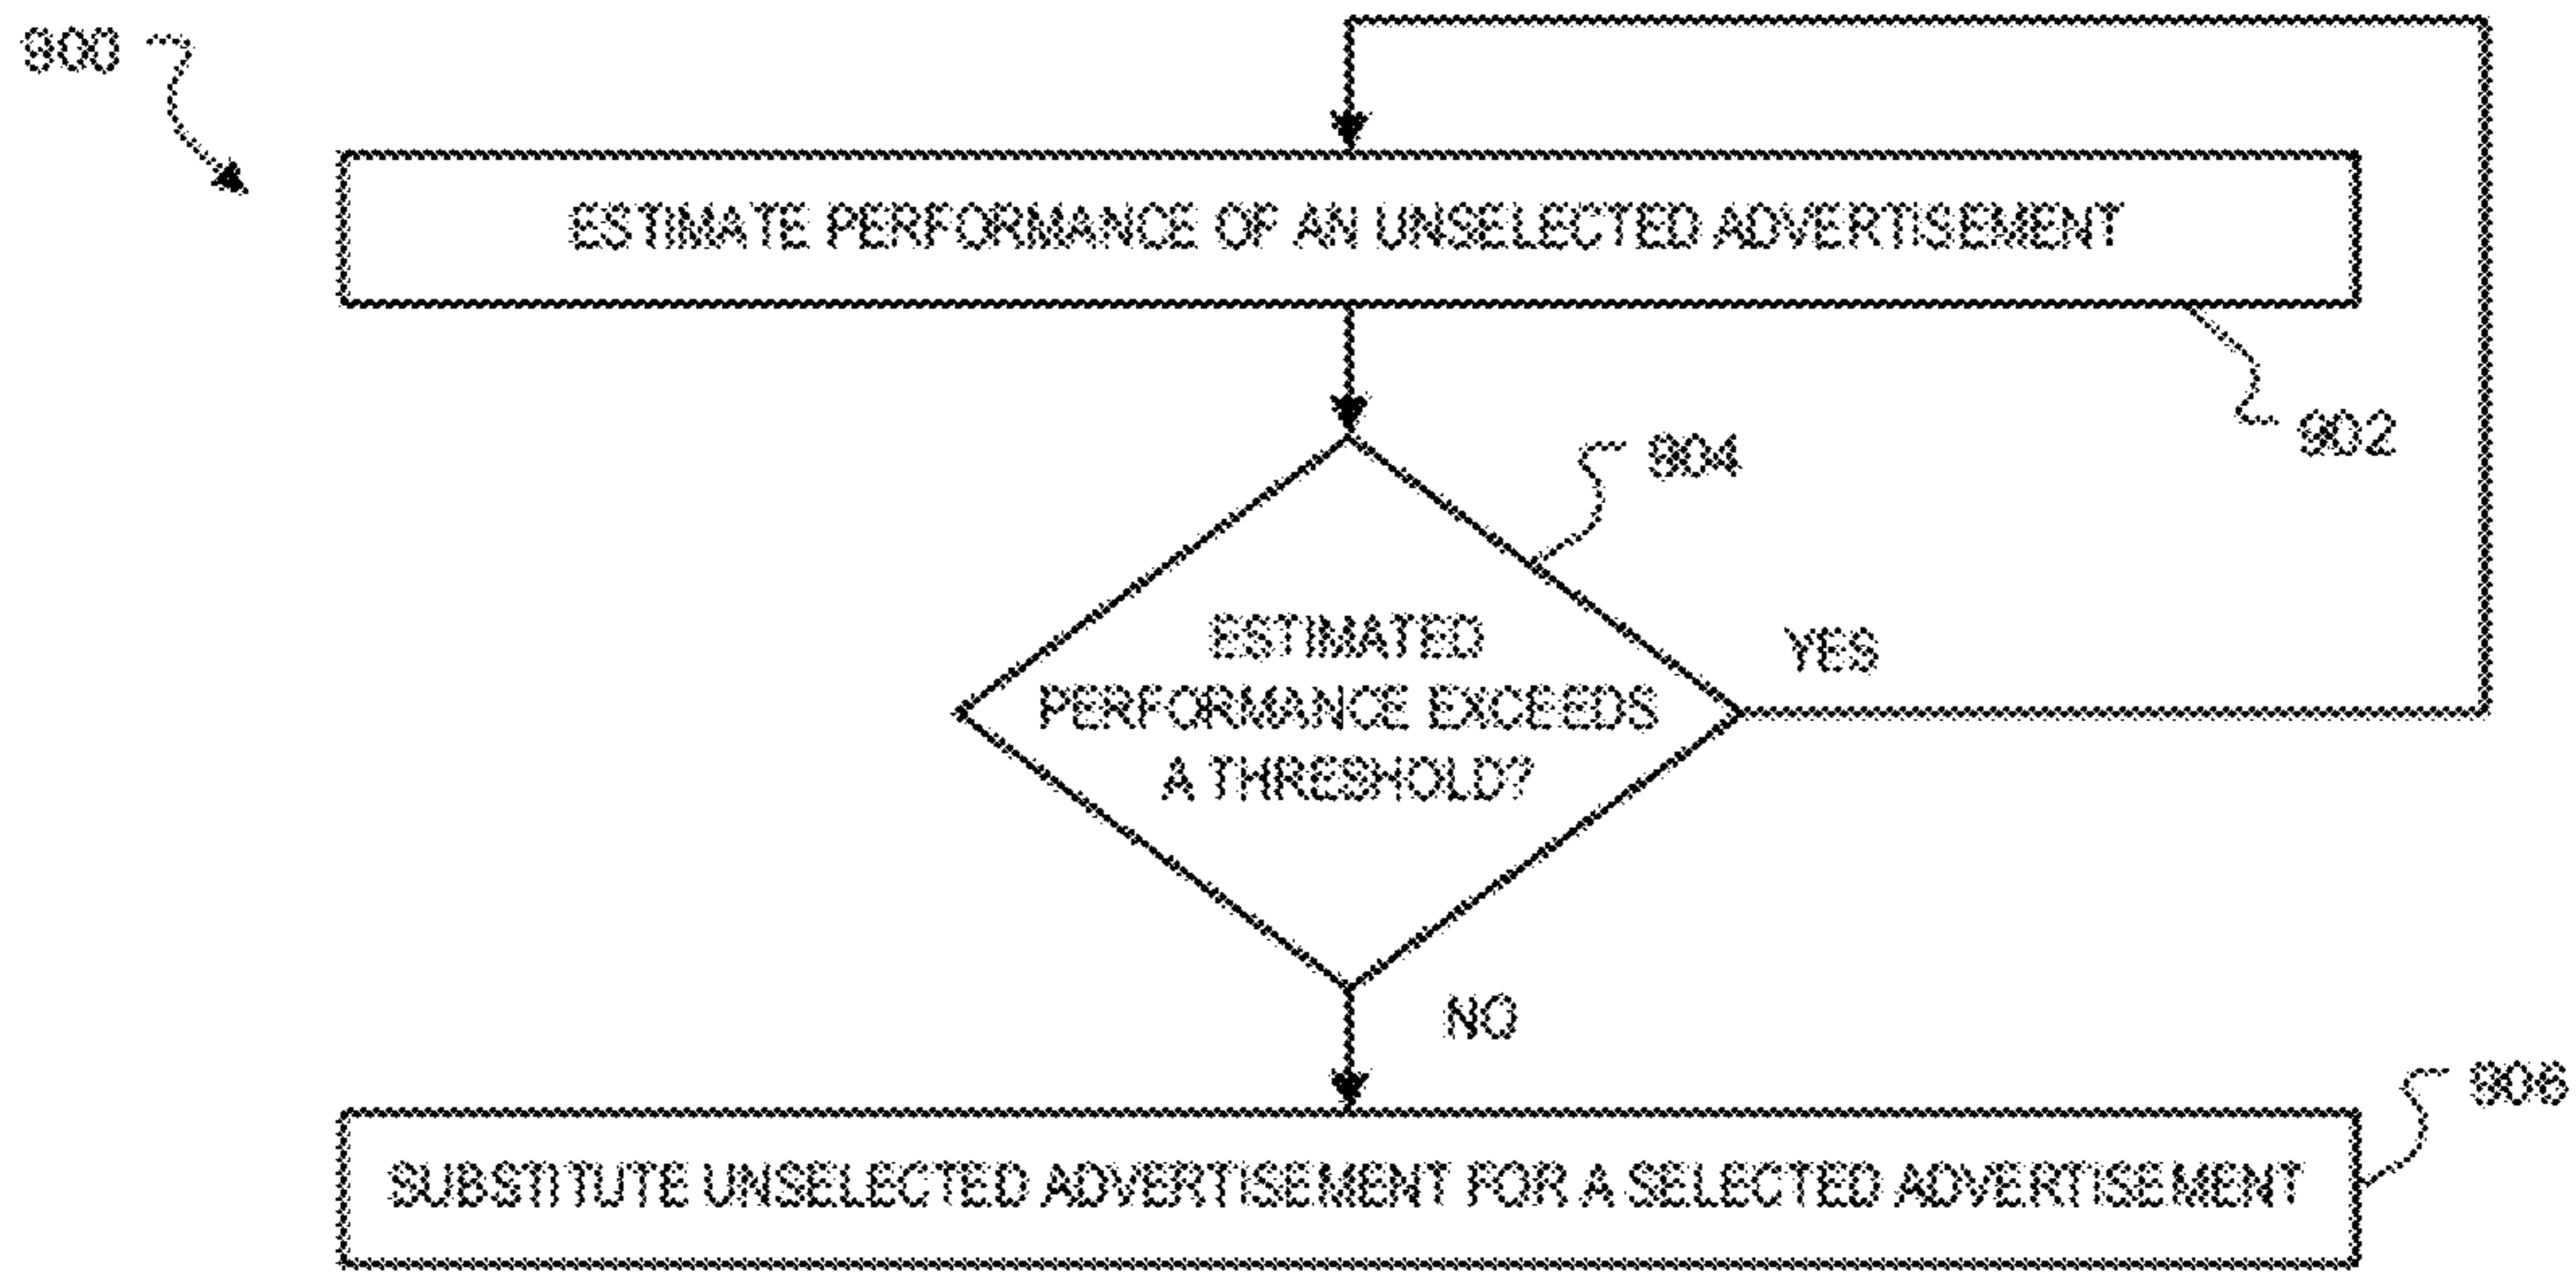 900
ESTIMATE PERFORMANCE OF AN UNSELECTED ADVERTISEMENT
902
904
ESTIMATED
PERFORMANCE EXCEEDS
A THRESHOLD?
YES
NO
906
SUBSTITUTE UNSELECTED ADVERTISEMENT FOR A SELECTED ADVERTISEMENT